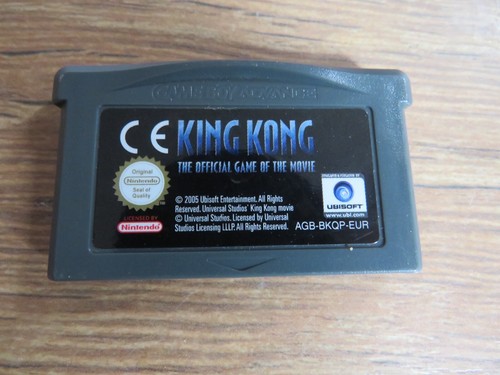 GAME BOY ADVANCE
CE KING KONG
THE OFFICIAL GAME OF THE MOVIE
Original
Nintendo
Seal of
Quality
LICENSED BY
Nintendo
© 2005 Ubisoft Entertainment. All Rights
Reserved. Universal Studios' King Kong movie
© Universal Studios. Licensed by Universal
Studios Licensing LLLP. All Rights Reserved.
UBISOFT
www.ubi.com
AGB-BKQP-EUR